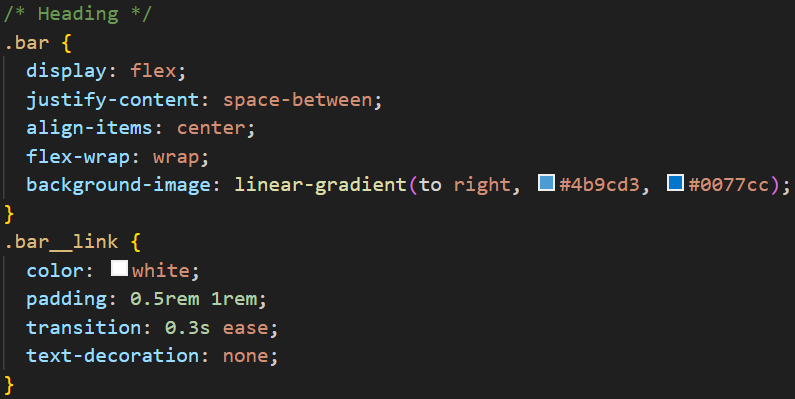 /* Heading */
.bar {
  display: flex;
  justify-content: space-between;
  align-items: center;
  flex-wrap: wrap;
  background-image: linear-gradient(to right, #4b9cd3, #0077cc);
}
.bar__link {
  color: white;
  padding: 0.5rem 1rem;
  transition: 0.3s ease;
  text-decoration: none;
}